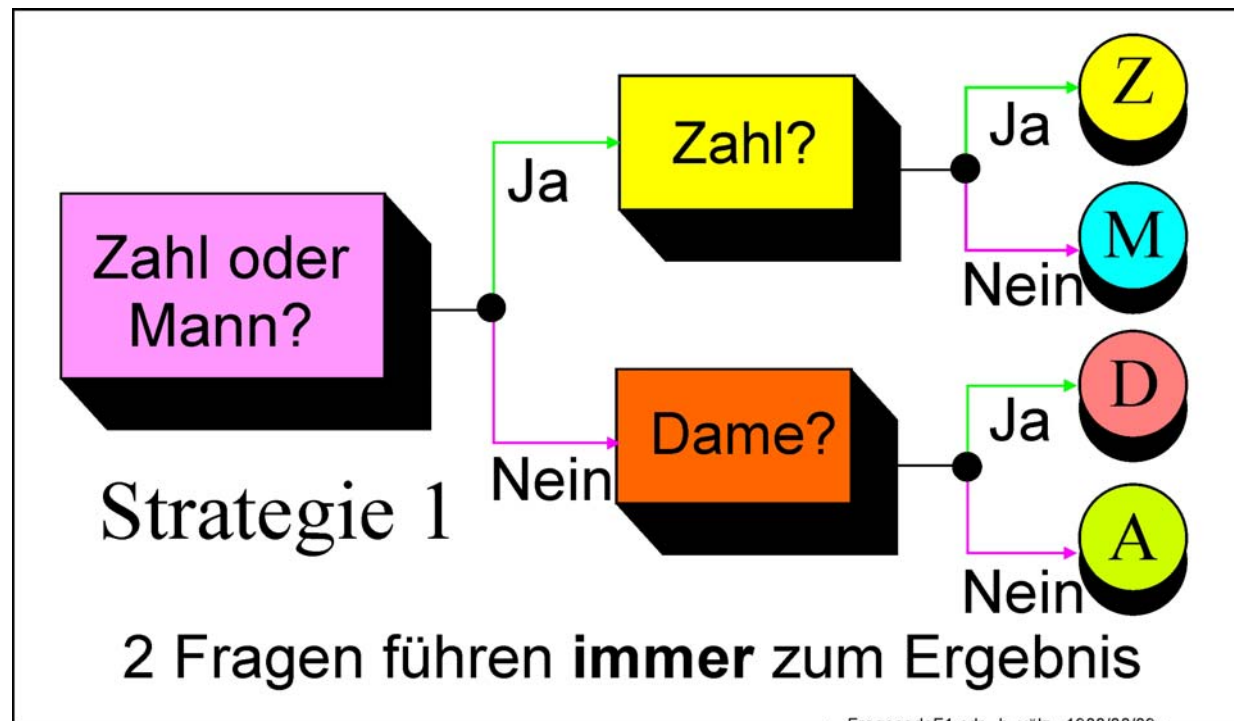 Zahl oder
Mann?
Ja
Nein
Zahl?
Dame?
Ja
Nein
Ja
Nein
Z
M
D
A
Strategie 1
2 Fragen führen immer zum Ergebnis